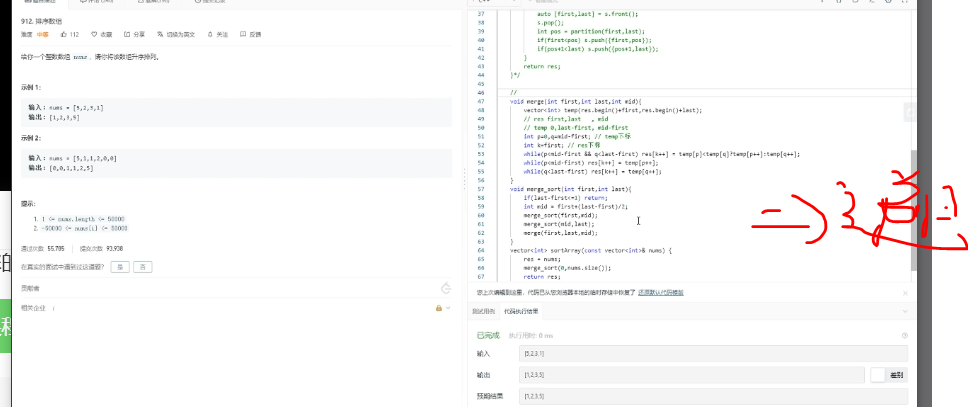 912. 排序数组
难度 中等 112 收藏 分享 切换为英文 关注 反馈
给你一个整数数组 nums，请你将该数组升序排列。
示例 1：
输入：nums = [5,2,3,1]
输出：[1,2,3,5]
示例 2：
输入：nums = [5,1,1,2,0,0]
输出：[0,0,1,1,2,5]
提示：
1. 1 <= nums.length <= 50000
2. -50000 <= nums[i] <= 50000
通过次数 55,785 提交次数 93,938
在真实的面试中遇到过这道题？ 是 否
贡献者
相关企业
37 auto [first,last] = s.front();
38 s.pop();
39 int pos = partition(first,last);
40 if(first<pos) s.push({first,pos});
41 if(pos+1<last) s.push({pos+1,last});
42 }
43 return res;
44 }*/
45
46 //
47 void merge(int first,int last,int mid){
48 vector<int> temp(res.begin()+first,res.begin()+last);
49 // res first,last , mid
50 // temp 0,last-first, mid-first
51 int p=0,q=mid-first; // temp下标
52 int k=first; // res下标
53 while(p<mid-first && q<last-first) res[k++] = temp[p]<temp[q]?temp[p++]:temp[q++];
54 while(p<mid-first) res[k++] = temp[p++];
55 while(q<last-first) res[k++] = temp[q++];
56 }
57 void merge_sort(int first,int last){
58 if(last-first<=1) return;
59 int mid = first+(last-first)/2;
60 merge_sort(first,mid);
61 merge_sort(mid,last);
62 merge(first,last,mid);
63 }
64 vector<int> sortArray(const vector<int>& nums) {
65 res = nums;
66 merge_sort(0,nums.size());
67 return res;
您上次编辑到这里，代码已从您浏览器本地的临时存储中恢复了 还原默认代码模板
测试用例 代码执行结果
已完成 执行用时: 0 ms
输入 [5,2,3,1]
输出 [1,2,3,5] 差别
预期结果 [1,2,3,5]